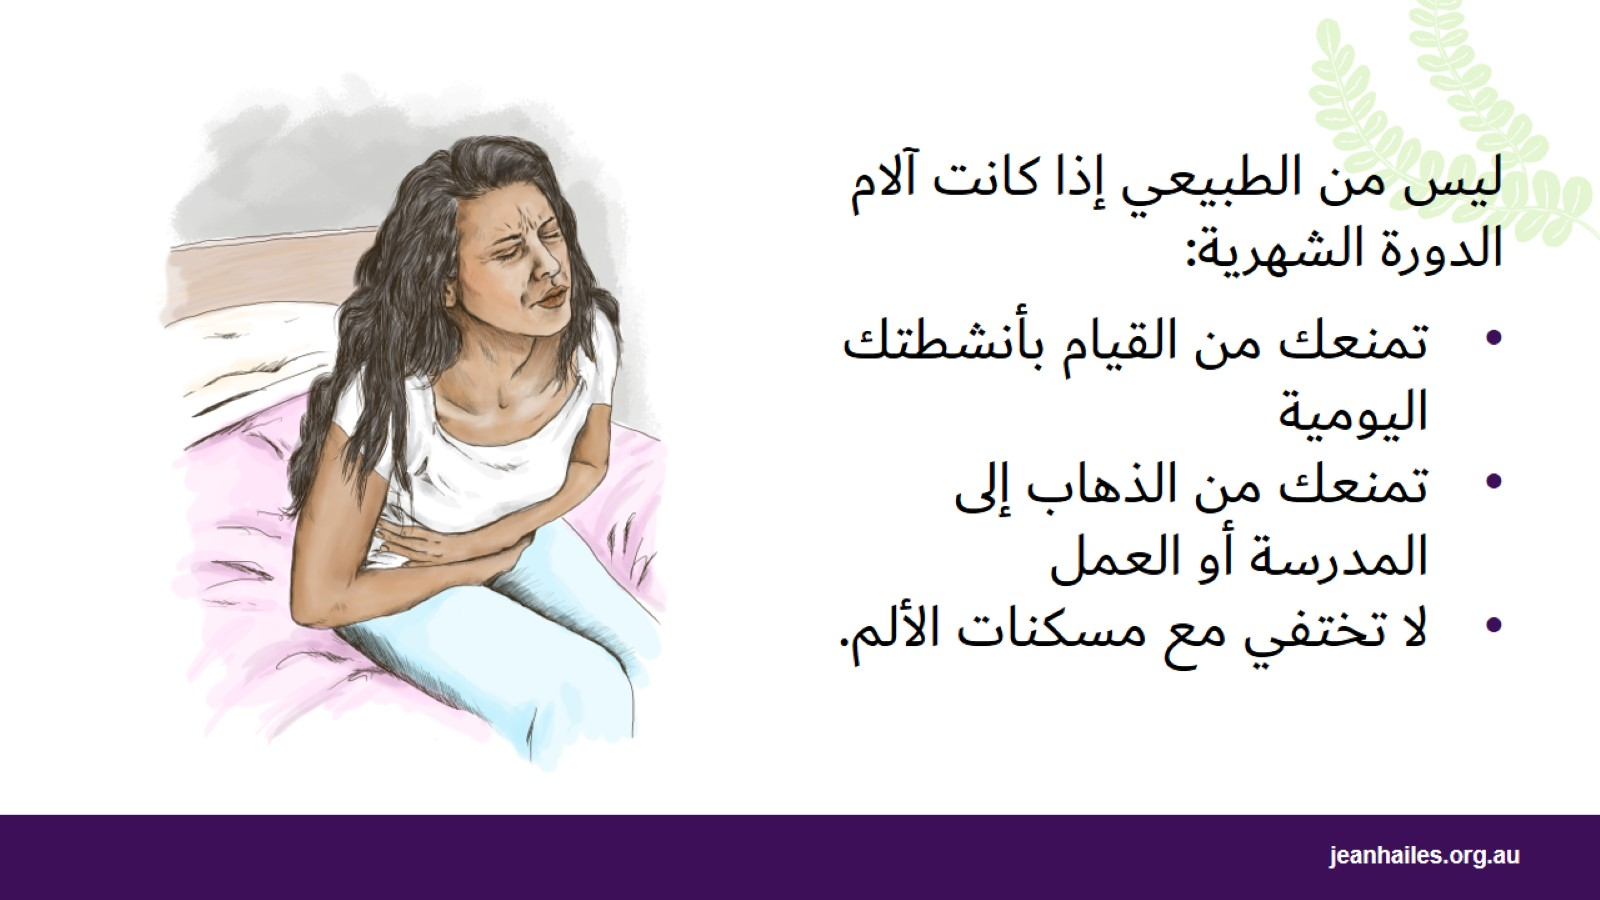 ليس من الطبيعي إذا كانت آلام
الدورة الشهرية:
• تمنعك من القيام بأنشطتك
اليومية
• تمنعك من الذهاب إلى
المدرسة أو العمل
• لا تختفي مع مسكنات الألم.
jeanhailes.org.au